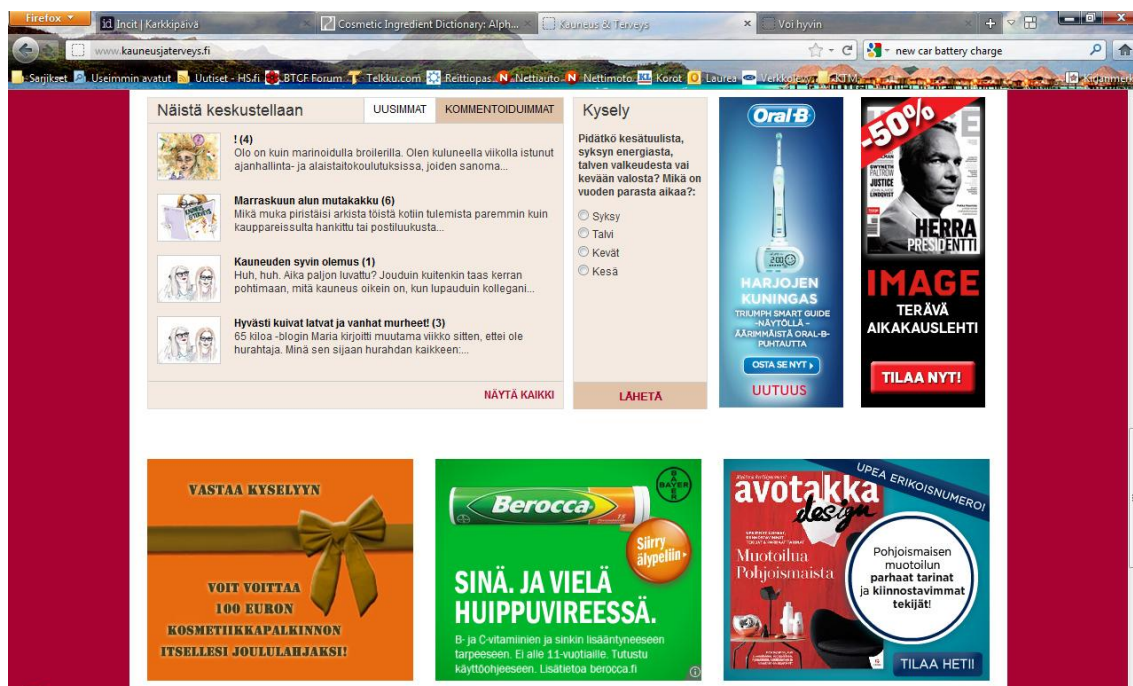 Firefox
Incit | Karkkipäivä
Cosmetic Ingredient Dictionary: Alph...
Kauneus & Terveys
Voi hyvin
www.kauneusjaterveys.fi
new car battery charge
Sarjikset
Useimmin avatut
Uutiset - HS.fi
BTCF Forum
Telkku.com
Reittiopas
Nettiauto
Nettimoto
Korot
Laurea
KTM
Näistä keskustellaan
UUSIMMAT
KOMMENTOIDUIMMAT
! (4)
Olo on kuin marinoidulla broilerilla. Olen kuluneella viikolla istunut
ajanhallinta- ja alaistaitokoulutuksissa, joiden sanoma...
Marraskuun alun mutakakku (6)
Mikä muka piristäisi arkista töistä kotiin tulemista paremmin kuin
kauppareissulta hankittu tai postiluukusta...
Kauneuden syvin olemus (1)
Huh, huh. Aika paljon luvattu? Jouduin kuitenkin taas kerran
pohtimaan, mitä kauneus oikein on, kun lupauduin kollegani...
Hyvästi kuivat latvat ja vanhat murheet! (3)
65 kiloa -blogin Maria kirjoitti muutama viikko sitten, ettei ole
hurahtaja. Minä sen sijaan hurahdan kaikkeen:...
NÄYTÄ KAIKKI
Kysely
Pidätkö kesätuulista,
syksyn energiasta,
talven valkeudesta vai
kevään valosta? Mikä on
vuoden parasta aikaa?:
Syksy
Talvi
Kevät
Kesä
LÄHETÄ
Oral-B
HARJOJEN
KUNINGAS
TRIUMPH SMART GUIDE
-NÄYTÖLLÄ -
ÄÄRIMMÄISTÄ ORAL-B-
PUHTAUTTA
OSTA SE NYT
UUTUUS
-50%
GWYNETH
PALTROW
JUSTICE
JOHN AJVIDE
LINDQVIST
HERRA
PRESIDENTTI
IMAGE
TERÄVÄ
AIKAKAUSLEHTI
TILAA NYT!
VASTAA KYSELYYN
VOIT VOITTAA
100 EURON
KOSMETIIKKAPALKINNON
ITSELLESI JOULULAHJAKSI!
BAYER
Berocca
Siirry
älypeliin
SINÄ. JA VIELÄ
HUIPPUVIREESSÄ.
B- ja C-vitamiinien ja sinkin lisääntyneeseen
tarpeeseen. Ei alle 11-vuotiaille. Tutustu
käyttöohjeeseen. Lisätietoa berocca.fi
UPEA ERIKOISNUMERO!
avotakka
design
Muotoilua
Pohjoismaista
Pohjoismaisen
muotoilun
parhaat tarinat
ja kiinnostavimmat
tekijät!
TILAA HETI!